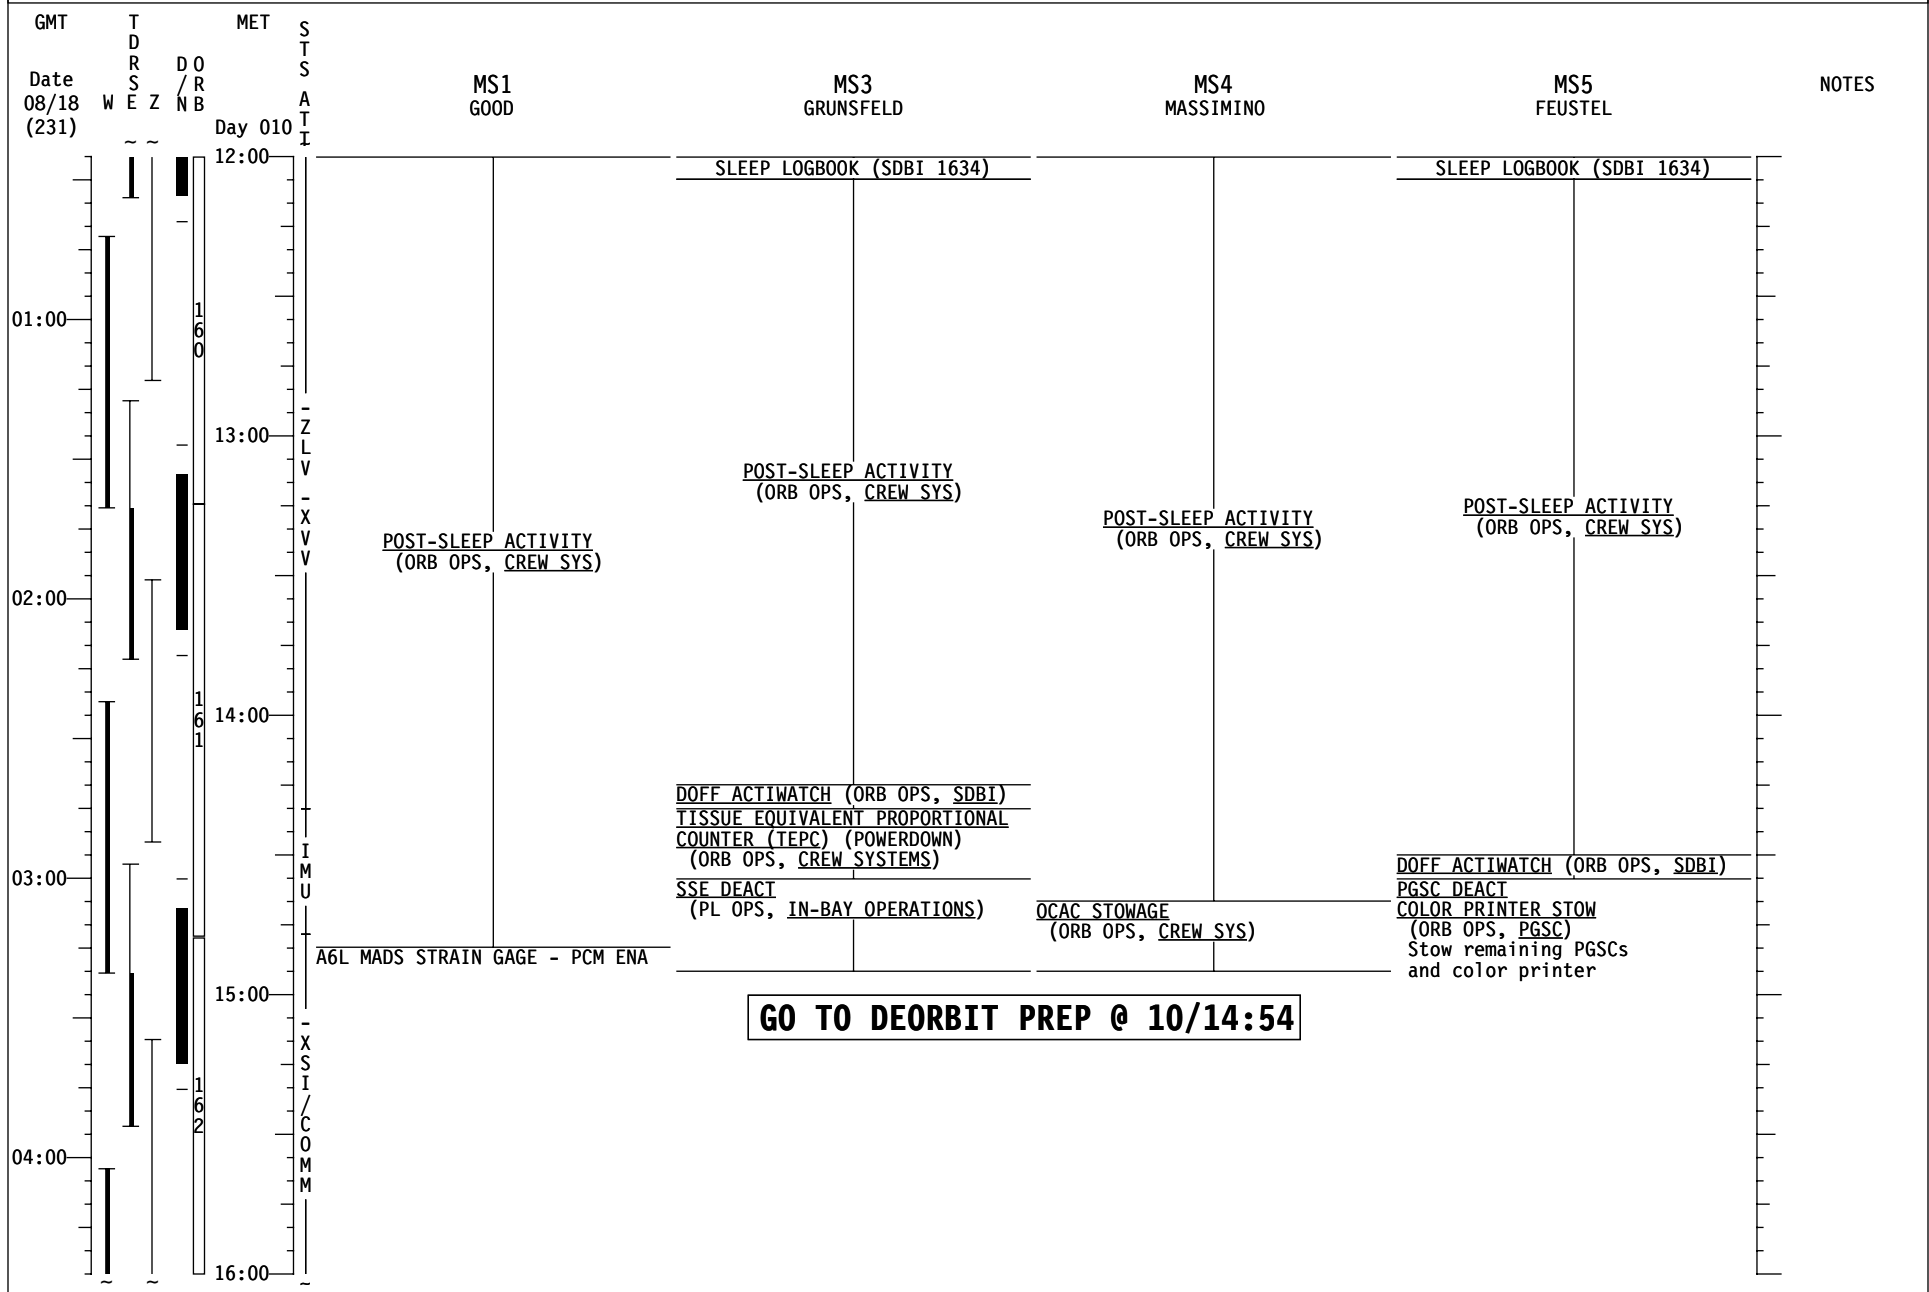 GMT
TDRS
MET
STS ATT
D/N
ORB
Date
08/18
(231)
W E Z
Day 010
MS1
GOOD
MS3
GRUNSFELD
MS4
MASSIMINO
MS5
FEUSTEL
NOTES
~ ~
~
12:00
SLEEP LOGBOOK (SDBI 1634)
SLEEP LOGBOOK (SDBI 1634)
01:00
160
13:00
-ZLV -XVV
POST-SLEEP ACTIVITY
(ORB OPS, CREW SYS)
POST-SLEEP ACTIVITY
(ORB OPS, CREW SYS)
POST-SLEEP ACTIVITY
(ORB OPS, CREW SYS)
POST-SLEEP ACTIVITY
(ORB OPS, CREW SYS)
02:00
161
14:00
DOFF ACTIWATCH (ORB OPS, SDBI)
TISSUE EQUIVALENT PROPORTIONAL
COUNTER (TEPC) (POWERDOWN)
(ORB OPS, CREW SYSTEMS)
IMU
DOFF ACTIWATCH (ORB OPS, SDBI)
03:00
SSE DEACT
(PL OPS, IN-BAY OPERATIONS)
OCAC STOWAGE
(ORB OPS, CREW SYS)
PGSC DEACT
COLOR PRINTER STOW
(ORB OPS, PGSC)
Stow remaining PGSCs
and color printer
A6L MADS STRAIN GAGE - PCM ENA
15:00
GO TO DEORBIT PREP @ 10/14:54
-XSI/COMM
162
04:00
16:00
~ ~
~